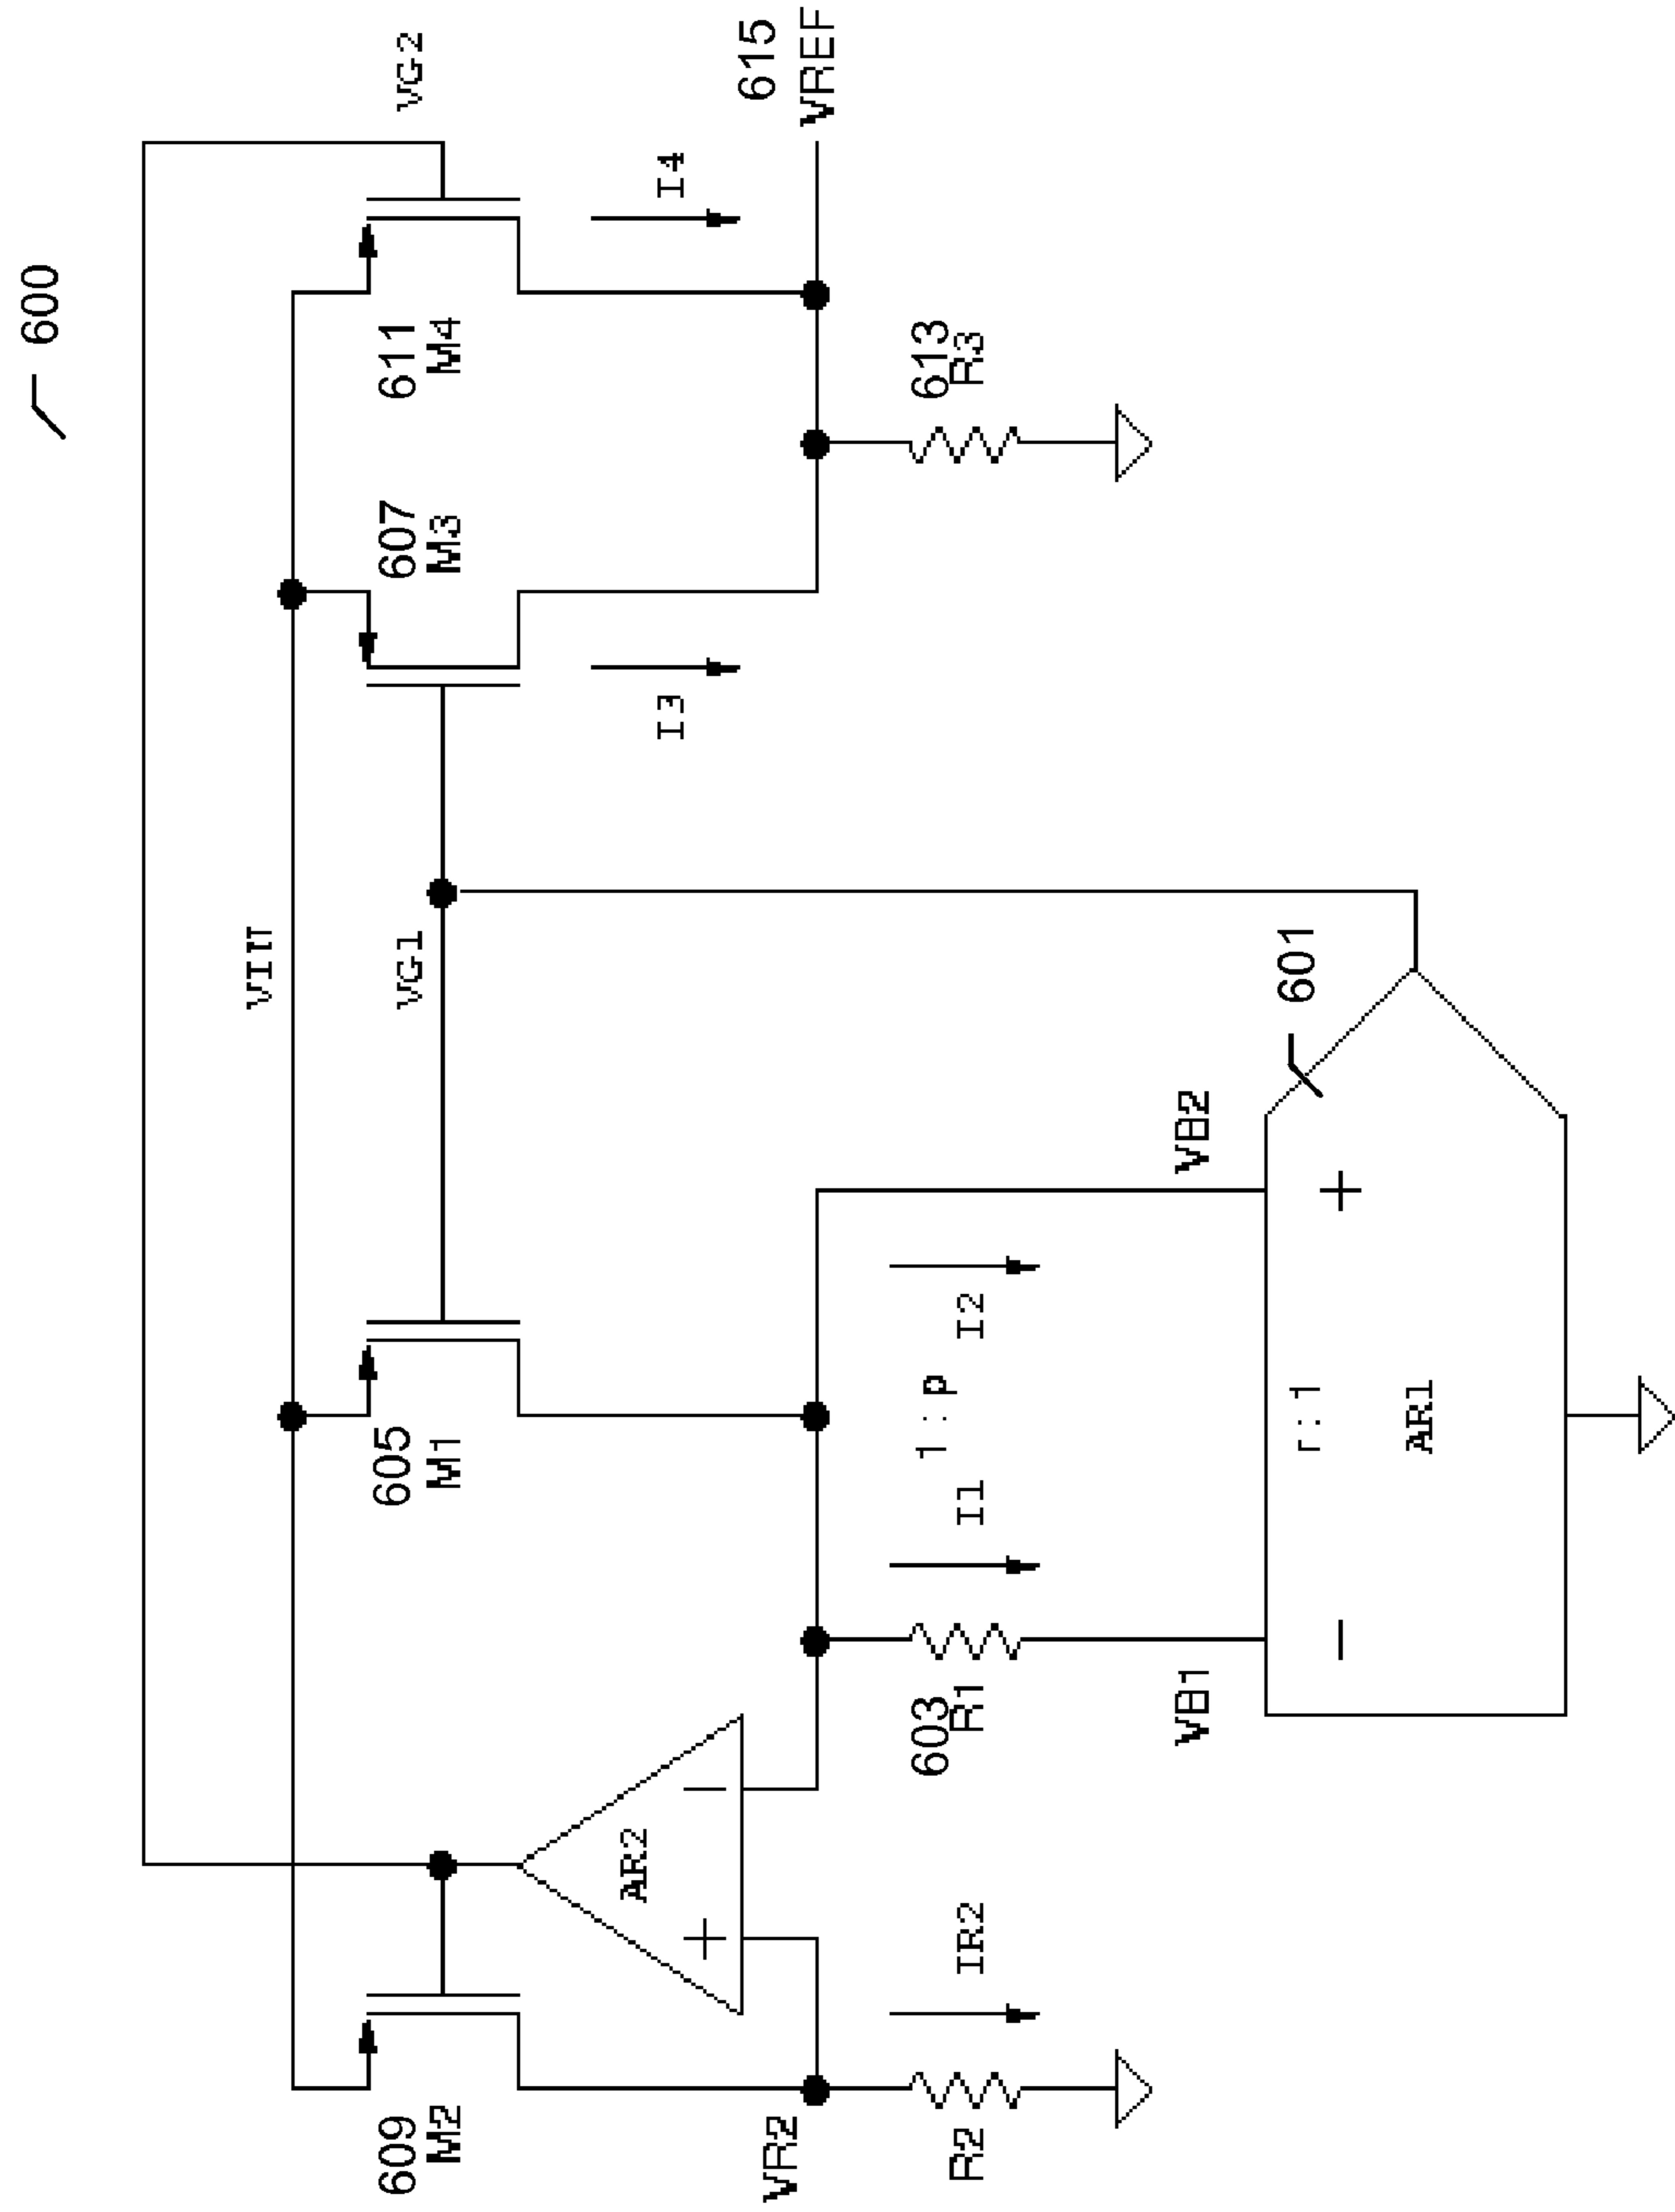 600
VIN
609
M2
605
M1
607
M3
611
M4
VG1
VG2
AR2
+
−
I3
I4
615
VREF
VR2
R2
IR2
603
R1
I1
1 : p
I2
613
R3
VB1
VB2
601
−
r:1
+
AR1